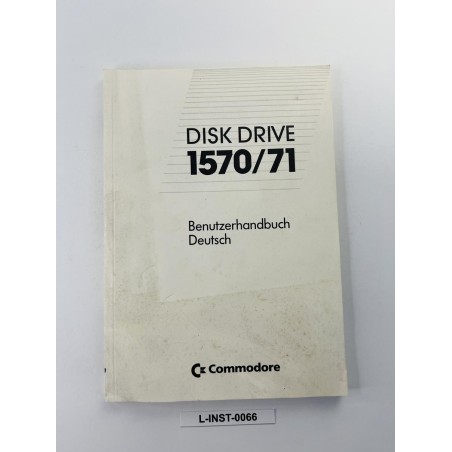 DISK DRIVE
1570/71
Benutzerhandbuch
Deutsch
Commodore
L-INST-0066